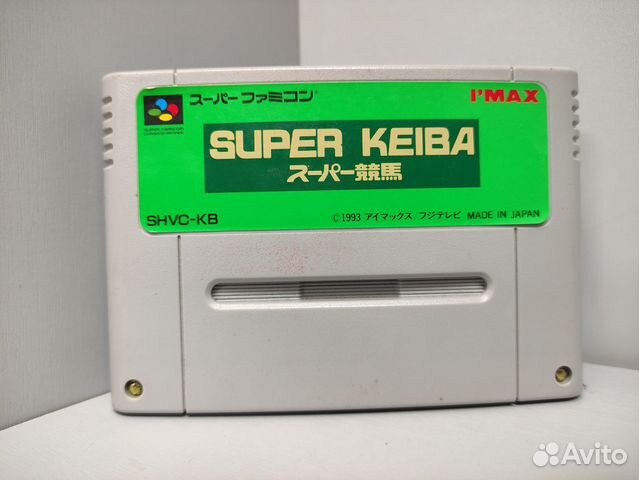 スーパーファミコン
I'MAX
SUPER KEIBA
スーパー競馬
SHVC-KB
©1993 アイマックス フジテレビ MADE IN JAPAN
Avito